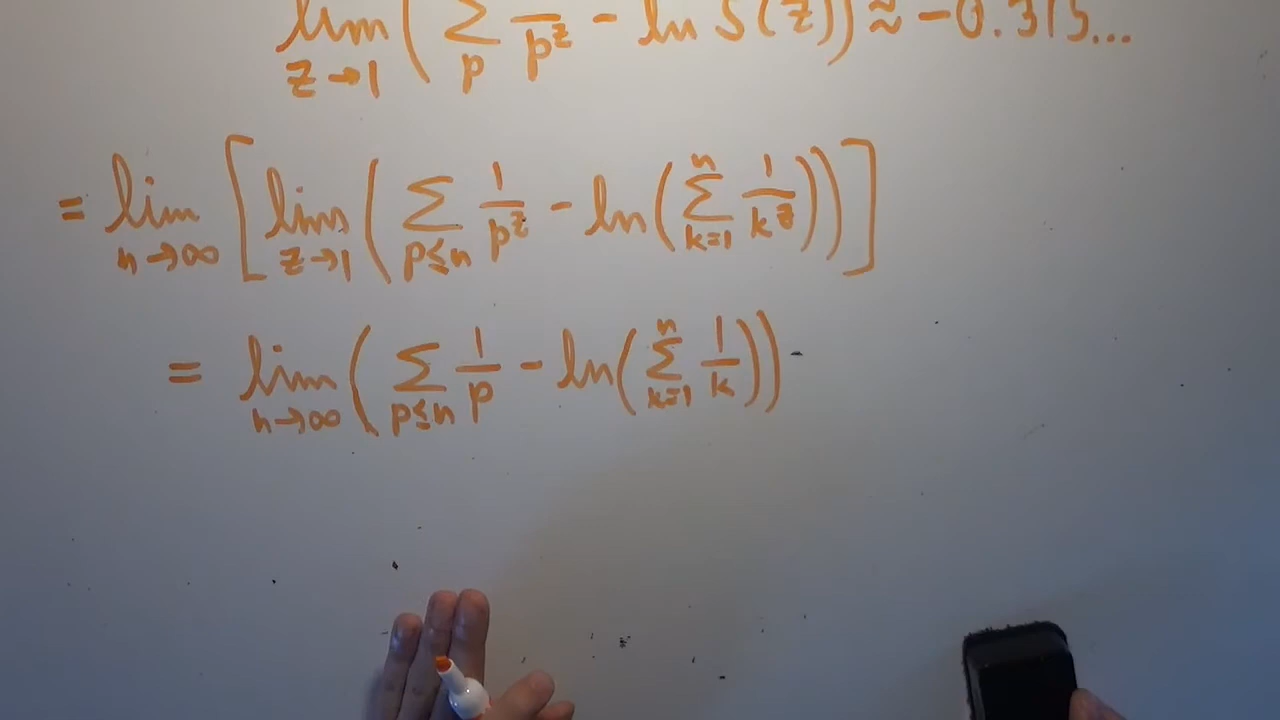 lim z→1 ( ∑ p 1/p^z − ln ζ(z) ) ≈ −0.315...
= lim n→∞ [ lim z→1 ( ∑ p≤n 1/p^z − ln( ∑ k=1 n 1/k^z ) ) ]
= lim n→∞ ( ∑ p≤n 1/p − ln( ∑ k=1 n 1/k ) )